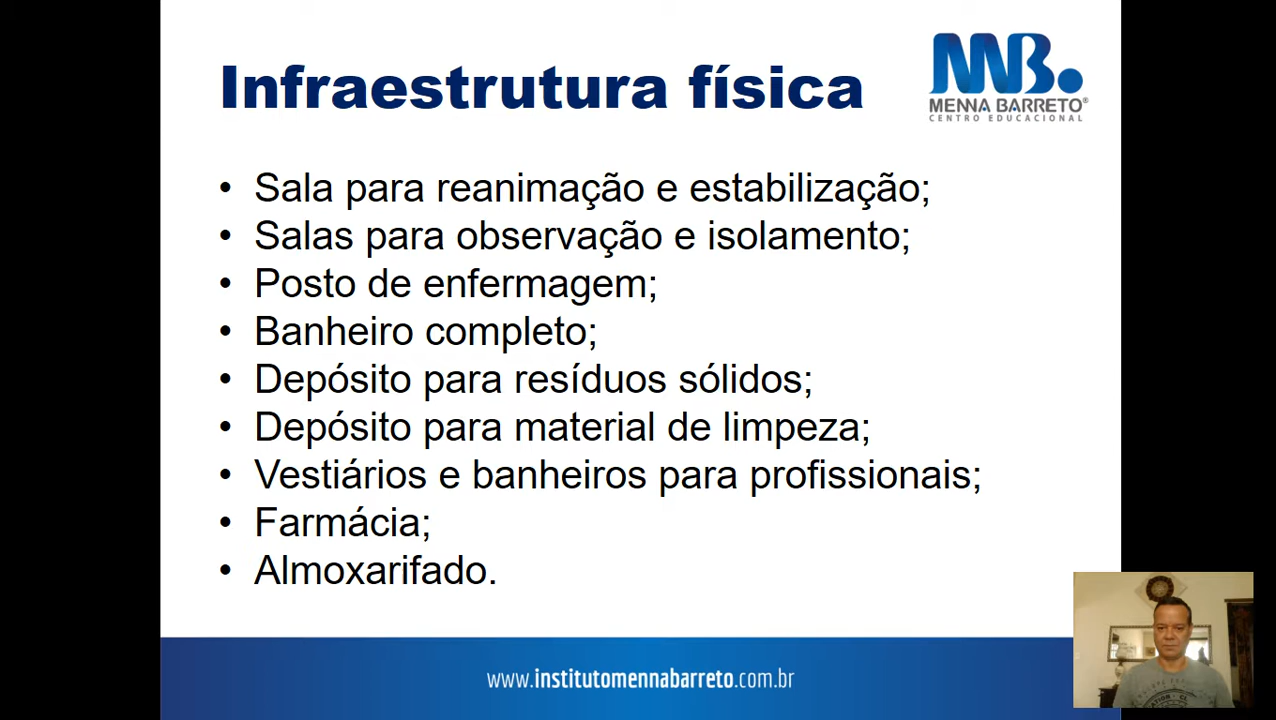 Infraestrutura física
MENNA BARRETO®
CENTRO EDUCACIONAL
• Sala para reanimação e estabilização;
• Salas para observação e isolamento;
• Posto de enfermagem;
• Banheiro completo;
• Depósito para resíduos sólidos;
• Depósito para material de limpeza;
• Vestiários e banheiros para profissionais;
• Farmácia;
• Almoxarifado.
www.institutomennabarreto.com.br